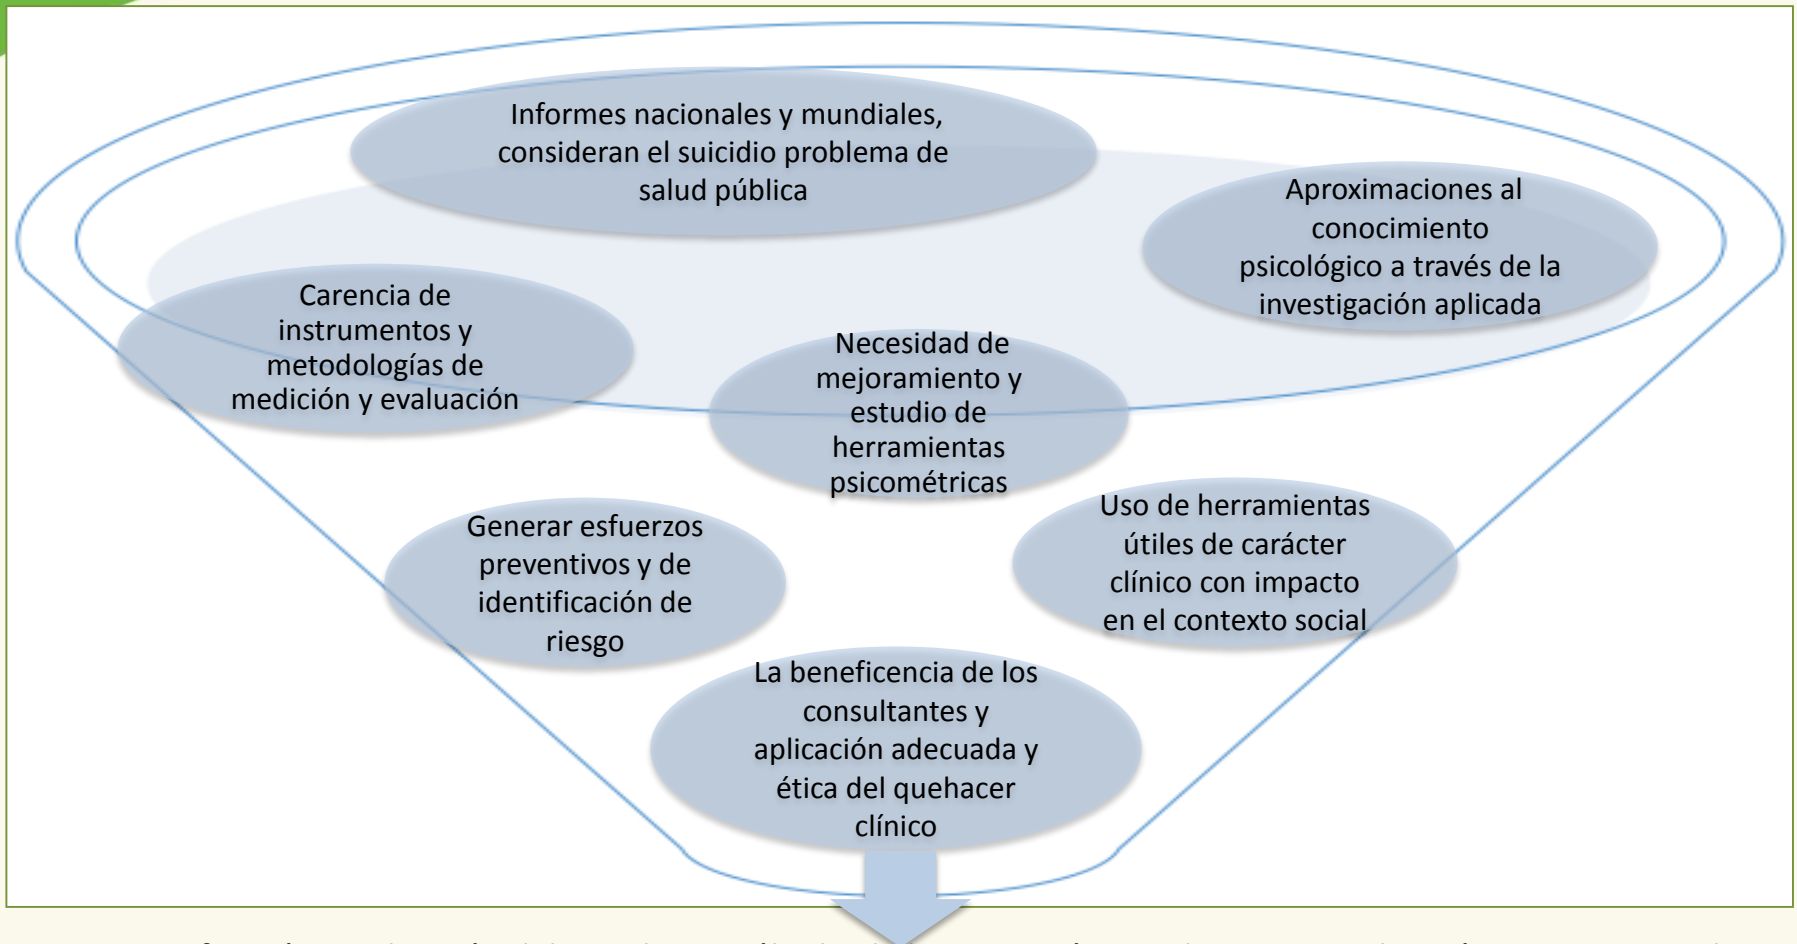 Informes nacionales y mundiales,
consideran el suicidio problema de
salud pública
Aproximaciones al
conocimiento
psicológico a través de la
investigación aplicada
Carencia de
instrumentos y
metodologías de
medición y evaluación
Necesidad de
mejoramiento y
estudio de
herramientas
psicométricas
Uso de herramientas
útiles de carácter
clínico con impacto
en el contexto social
Generar esfuerzos
preventivos y de
identificación de
riesgo
La beneficencia de los
consultantes y
aplicación adecuada y
ética del quehacer
clínico